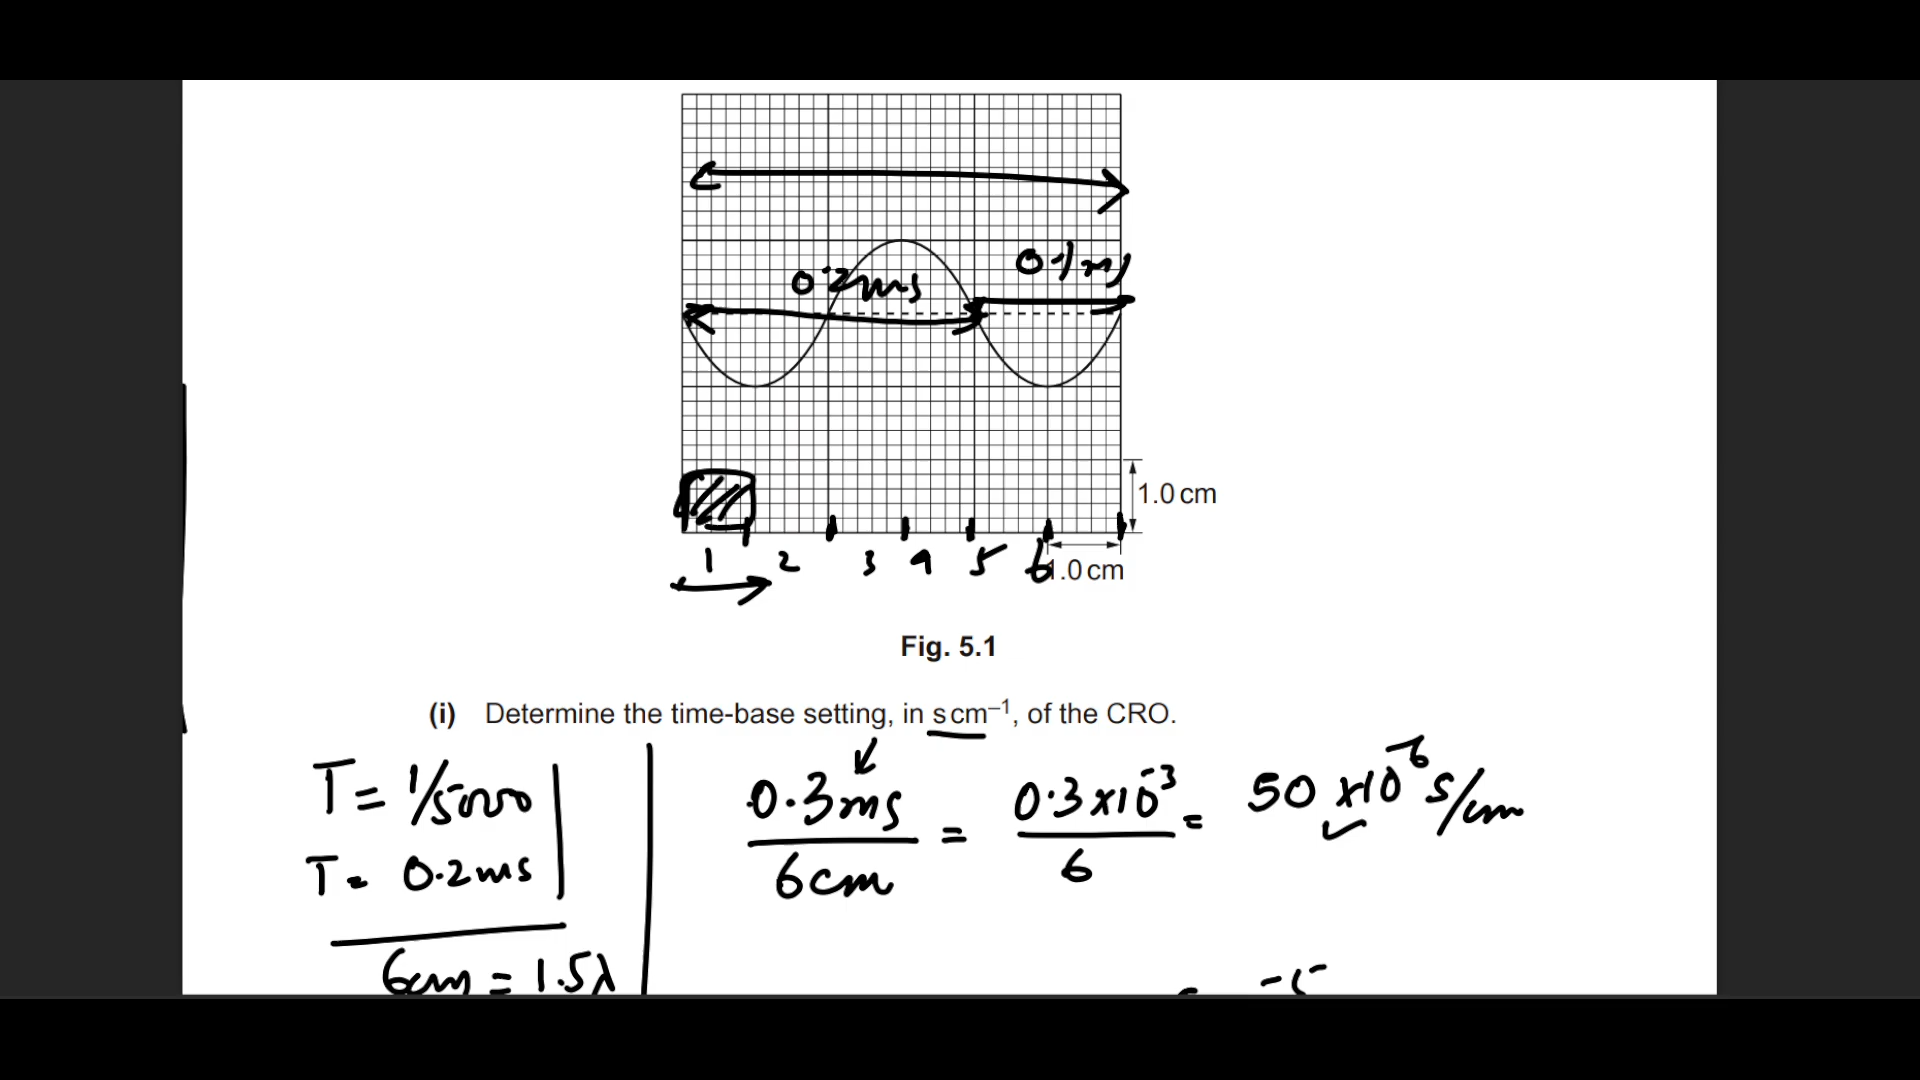 0.2ms
0.1ms
1.0 cm
1 2 3 4 5 6
1.0 cm
Fig. 5.1
(i) Determine the time-base setting, in s cm⁻¹, of the CRO.
T = 1/5000
T = 0.2ms
6cm = 1.5λ
0.3ms / 6cm = 0.3×10⁻³ / 6 = 50 ×10⁻⁶ s/cm